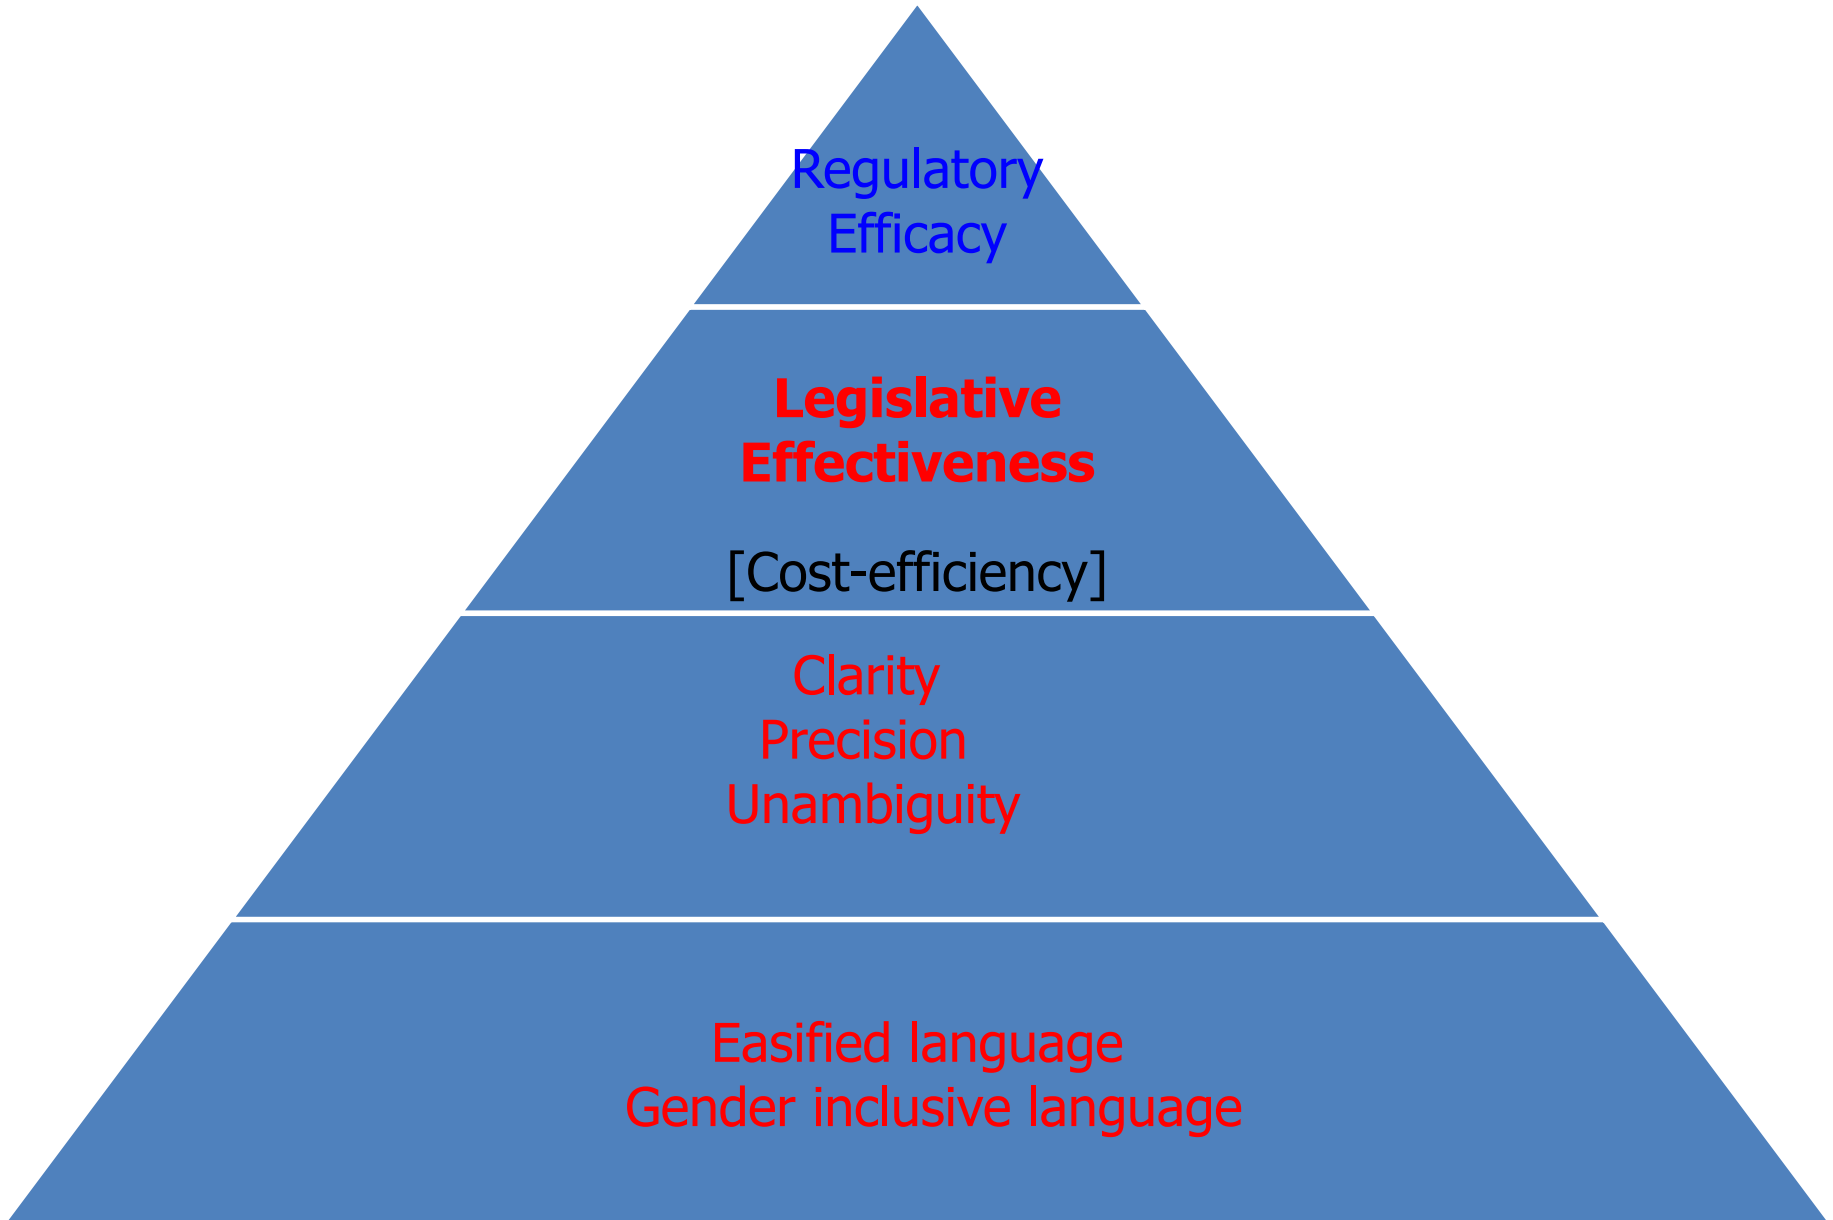 Regulatory
Efficacy
Legislative
Effectiveness
[Cost-efficiency]
Clarity
Precision
Unambiguity
Easified language
Gender inclusive language